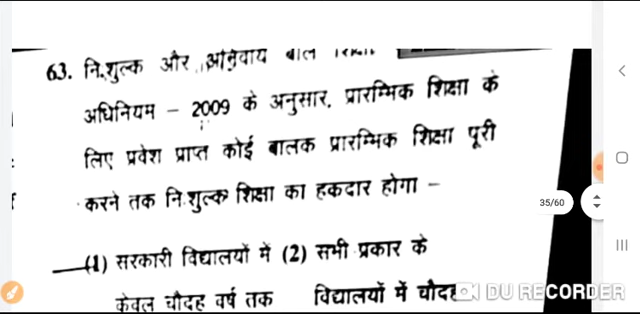 63. नि.शुल्क और अनिवार्य बाल शिक्षा
अधिनियम – 2009 के अनुसार, प्रारम्भिक शिक्षा के
लिए प्रवेश प्राप्त कोई बालक प्रारम्भिक शिक्षा पूरी
करने तक नि.शुल्क शिक्षा का हकदार होगा –
35/60
(1) सरकारी विद्यालयों में (2) सभी प्रकार के
केवल चौदह वर्ष तक विद्यालयों में चौदह
DU RECORDER